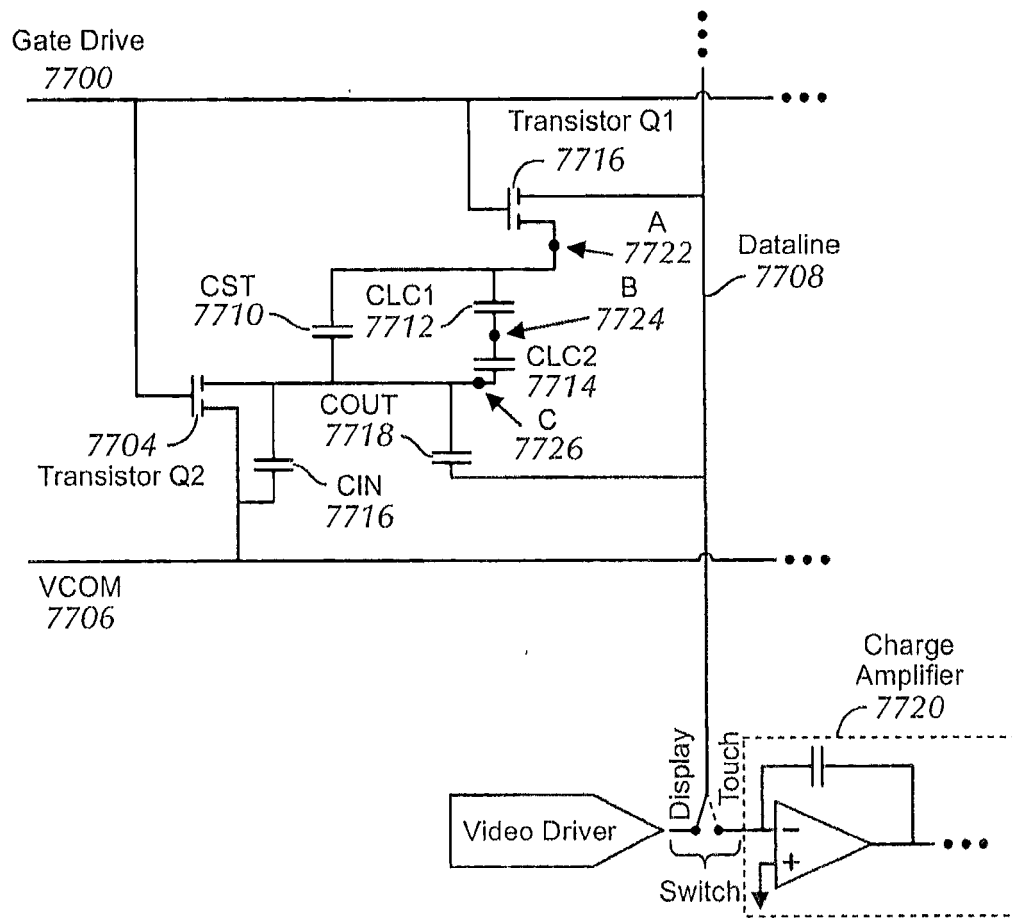 Gate Drive
7700
Transistor Q1
7716
A
7722
Dataline
7708
CST
7710
CLC1
7712
B
7724
CLC2
7714
COUT
7718
C
7726
7704
Transistor Q2
CIN
7716
VCOM
7706
Charge
Amplifier
7720
Display
Touch
Video Driver
Switch
−
+